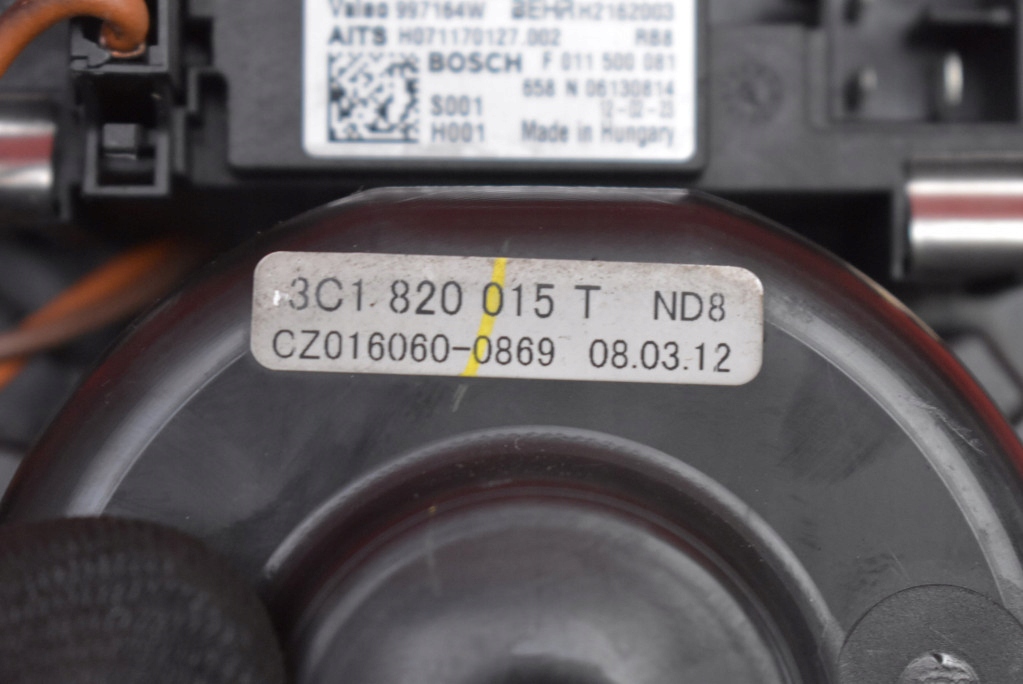 Valeo 997164W BEHR H2162003
AITS H071170127.002 RB8
BOSCH F 011 500 081
658 N 06130814
S001
H001 Made in Hungary
3C1 820 015 T ND8
CZ016060-0869 08.03.12